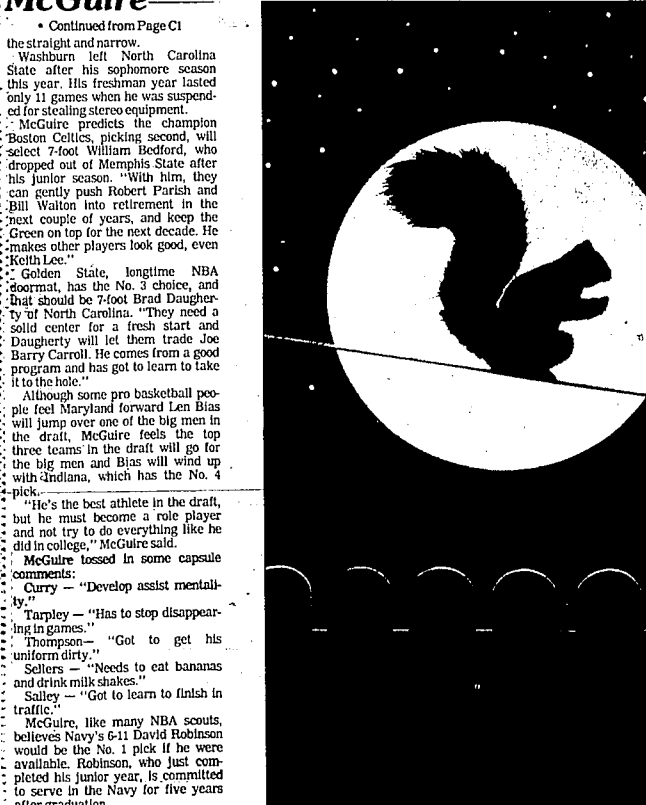 McGuire
• Continued from Page C1
the straight and narrow.
Washburn left North Carolina
State after his sophomore season
this year. His freshman year lasted
only 11 games when he was suspend-
ed for stealing stereo equipment.
McGuire predicts the champion
Boston Celtics, picking second, will
select 7-foot William Bedford, who
dropped out of Memphis State after
his junior season. "With him, they
can gently push Robert Parish and
Bill Walton into retirement in the
next couple of years, and keep the
Green on top for the next decade. He
makes other players look good, even
Keith Lee."
Golden State, longtime NBA
doormat, has the No. 3 choice, and
that should be 7-foot Brad Daugher-
ty of North Carolina. "They need a
solid center for a fresh start and
Daugherty will let them trade Joe
Barry Carroll. He comes from a good
program and has got to learn to take
it to the hole."
Although some pro basketball peo-
ple feel Maryland forward Len Bias
will jump over one of the big men in
the draft, McGuire feels the top
three teams in the draft will go for
the big men and Bias will wind up
with Indiana, which has the No. 4
pick.
"He's the best athlete in the draft,
but he must become a role player
and not try to do everything like he
did in college," McGuire said.
McGuire tossed in some capsule
comments:
Curry — "Develop assist mentali-
ty."
Tarpley — "Has to stop disappear-
ing in games."
Thompson— "Got to get his
uniform dirty."
Sellers — "Needs to eat bananas
and drink milk shakes."
Salley — "Got to learn to finish in
traffic."
McGuire, like many NBA scouts,
believes Navy's 6-11 David Robinson
would be the No. 1 pick if he were
available. Robinson, who just com-
pleted his junior year, is committed
to serve in the Navy for five years
after graduation.